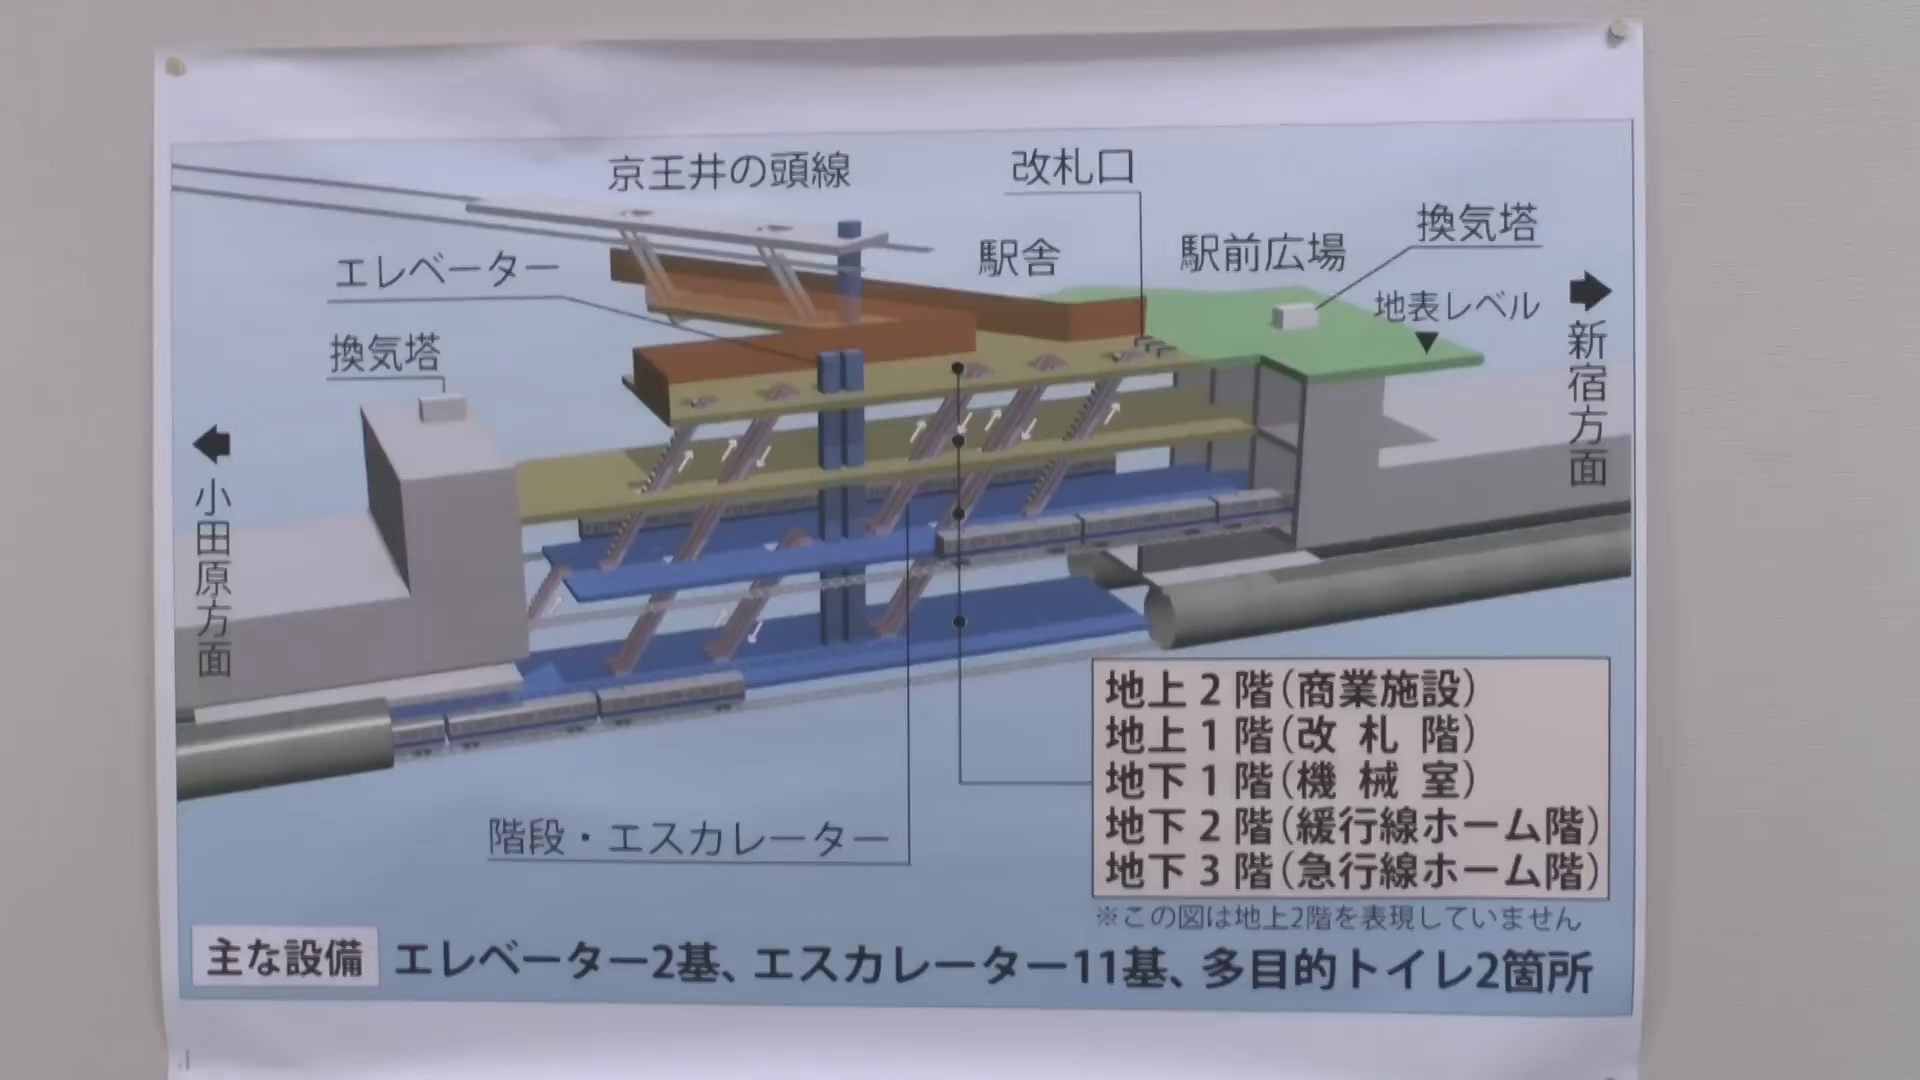 京王井の頭線
改札口
換気塔
駅舎
駅前広場
エレベーター
地表レベル
換気塔
新宿方面
小田原方面
地上2階(商業施設)
地上1階(改札階)
地下1階(機械室)
地下2階(緩行線ホーム階)
地下3階(急行線ホーム階)
階段・エスカレーター
※この図は地上2階を表現していません
主な設備 エレベーター2基、エスカレーター11基、多目的トイレ2箇所